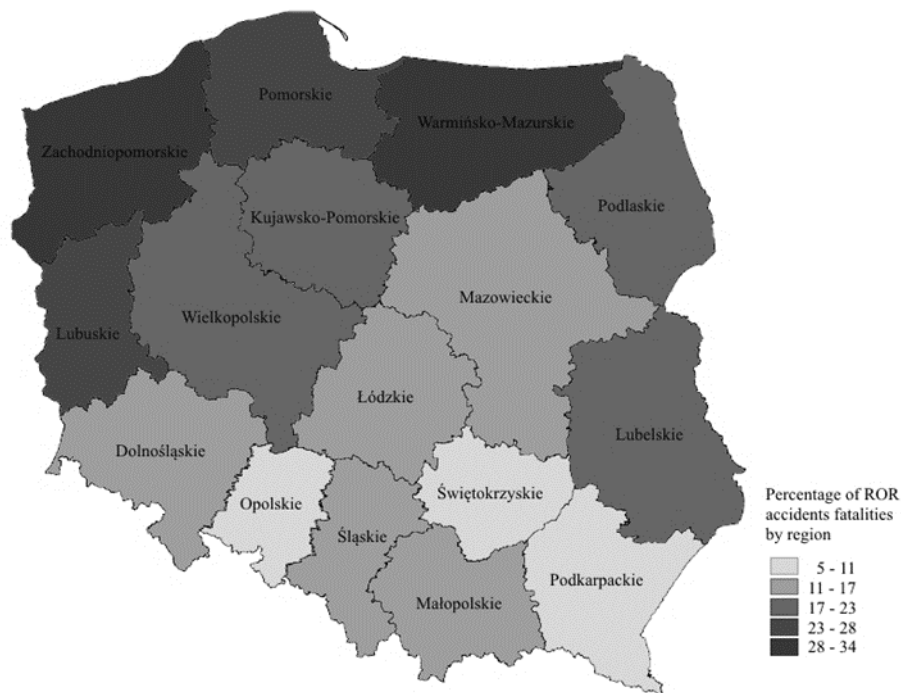 Pomorskie
Warmińsko-Mazurskie
Zachodniopomorskie
Podlaskie
Kujawsko-Pomorskie
Mazowieckie
Wielkopolskie
Lubuskie
Łódzkie
Lubelskie
Dolnośląskie
Świętokrzyskie
Opolskie
Śląskie
Podkarpackie
Małopolskie
Percentage of ROR
accidents fatalities
by region
5 - 11
11 - 17
17 - 23
23 - 28
28 - 34